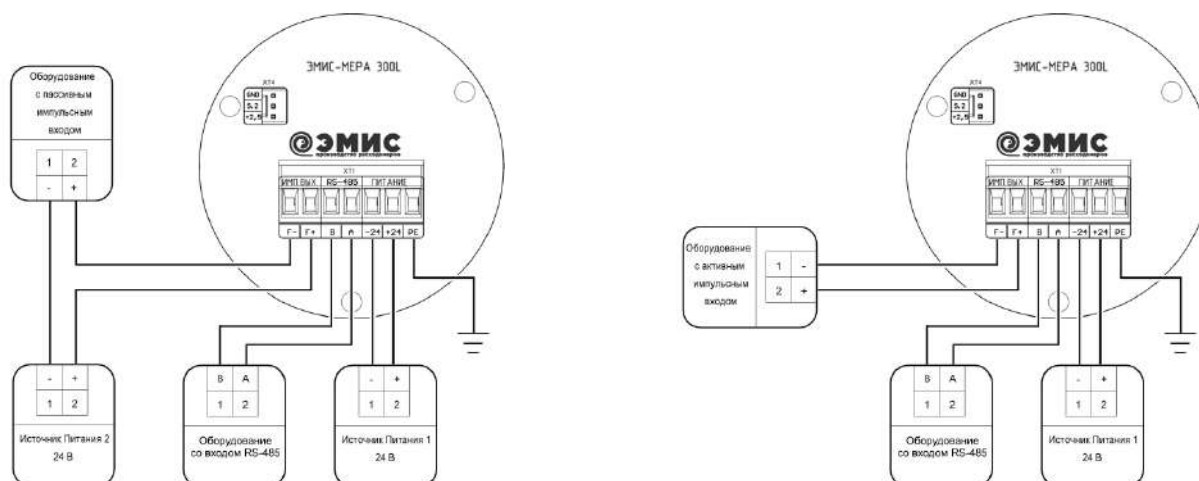 ЭМИС-МЕРА 300L
XT4
GND
S.2
+2,5
ЭМИС
производство расходомеров
XT1
ИМП.ВЫХ. RS-485 ПИТАНИЕ
F- F+ B A -24 +24 PE
Оборудование
с пассивным
импульсным
входом
1 2
- +
- +
1 2
Источник Питания 2
24 В
B A
1 2
Оборудование
со входом RS-485
- +
1 2
Источник Питания 1
24 В
ЭМИС-МЕРА 300L
XT4
GND
S.2
+2,5
ЭМИС
производство расходомеров
XT1
ИМП.ВЫХ. RS-485 ПИТАНИЕ
F- F+ B A -24 +24 PE
Оборудование
с активным
импульсным
входом
1 -
2 +
B A
1 2
Оборудование
со входом RS-485
- +
1 2
Источник Питания 1
24 В